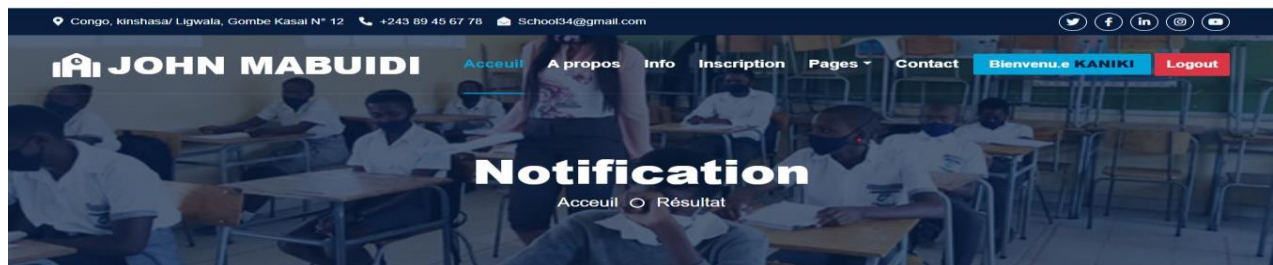 Congo, kinshasa/ Ligwala, Gombe Kasai N° 12 +243 89 45 67 78 School34@gmail.com
JOHN MABUIDI Acceuil A propos Info Inscription Pages Contact Bienvenu.e KANIKI Logout
Notification
Acceuil Résultat